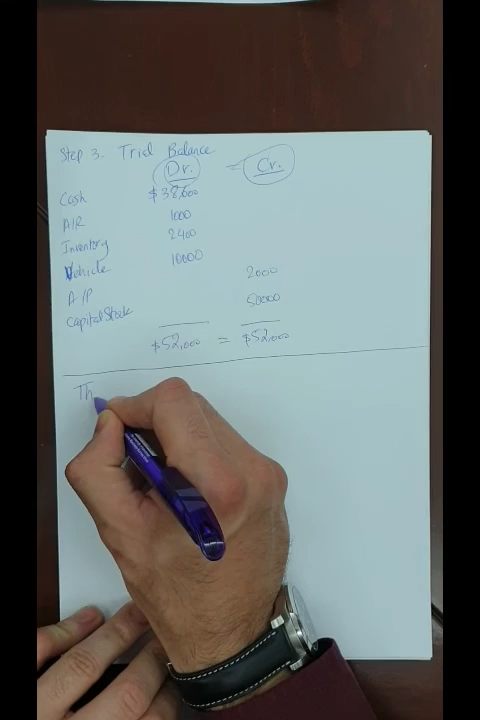 Step 3. Trial Balance
Dr. = Cr.
Cash $38,600
A/R 1000
Inventory 2400
Vehicle 10000
A/P 2000
Capital Stock 50000
$52,000 = $52,000
Th